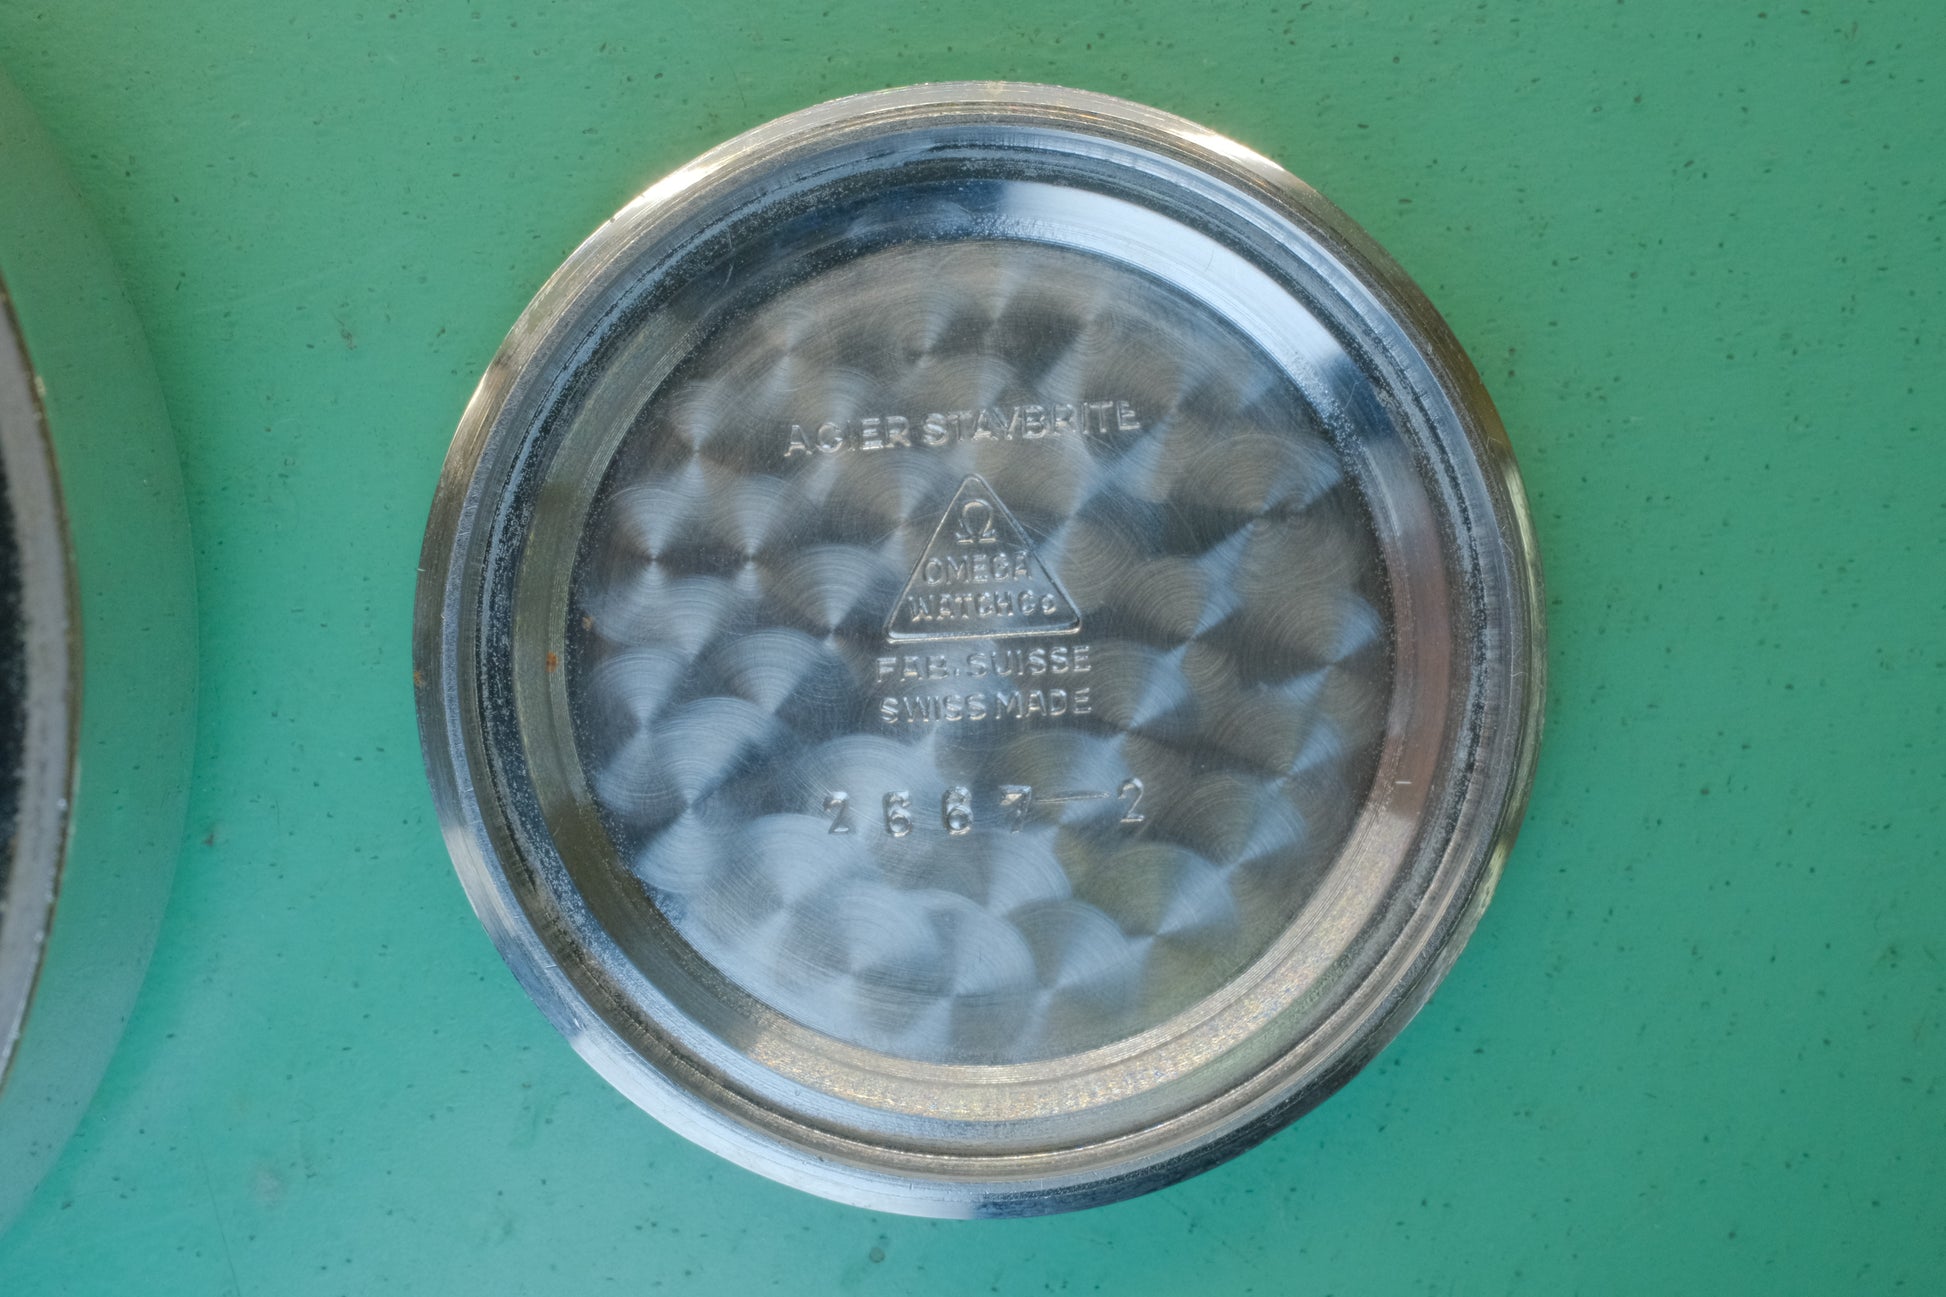 ACIER STAYBRITE
Ω
OMEGA
WATCH Co
FAB. SUISSE
SWISS MADE
2667—2